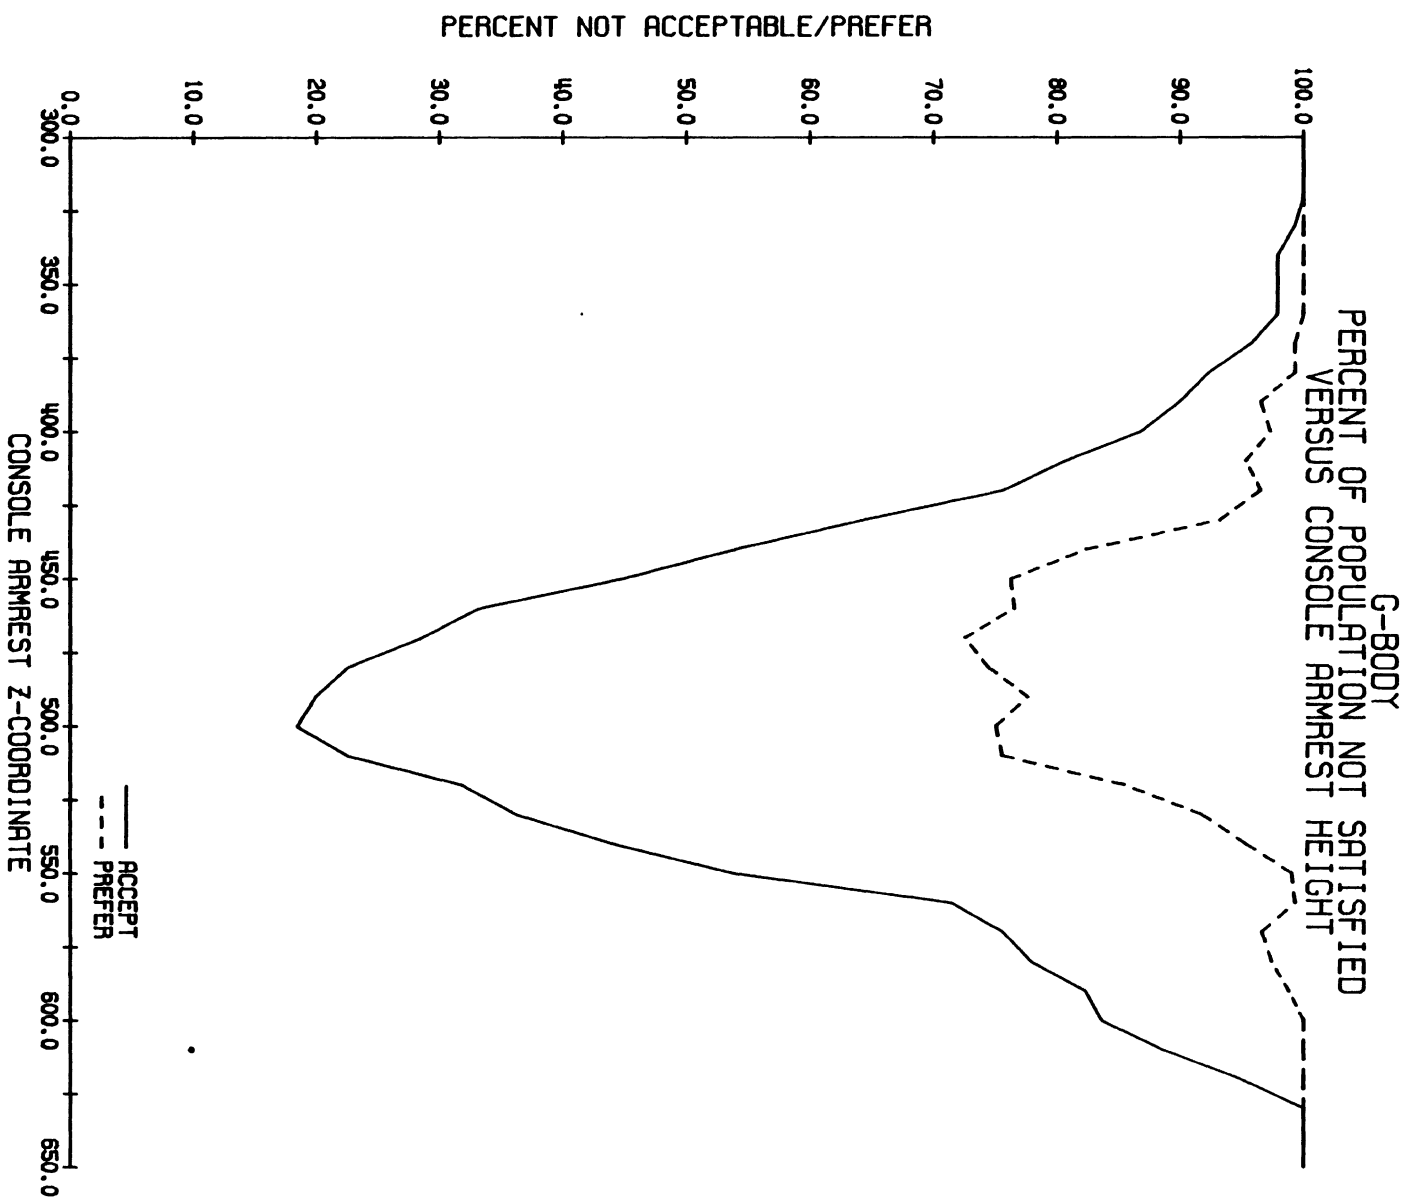 G-BODY
PERCENT OF POPULATION NOT SATISFIED
VERSUS CONSOLE ARMREST HEIGHT
PERCENT NOT ACCEPTABLE/PREFER
100.0
90.0
80.0
70.0
60.0
50.0
40.0
30.0
20.0
10.0
0.0
300.0
350.0
400.0
450.0
500.0
550.0
600.0
650.0
CONSOLE ARMREST Z-COORDINATE
ACCEPT
PREFER